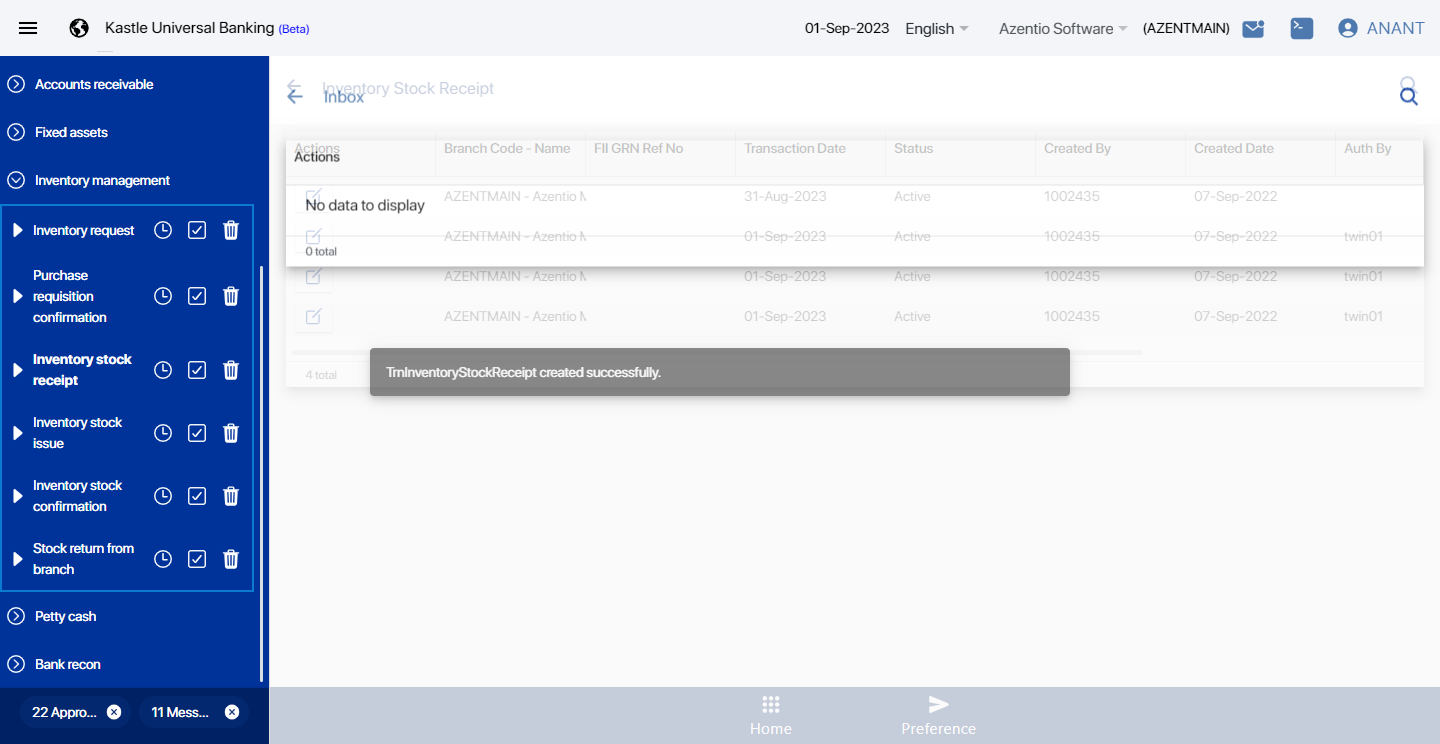 Kastle Universal Banking (Beta)
01-Sep-2023 English Azentio Software (AZENTMAIN) ANANT
Accounts receivable
Fixed assets
Inventory management
Inventory request
Purchase
requisition
confirmation
Inventory stock
receipt
Inventory stock
issue
Inventory stock
confirmation
Stock return from
branch
Petty cash
Bank recon
22 Appro... 11 Mess...
Inventory Stock Receipt
Inbox
Actions Branch Code - Name FII GRN Ref No Transaction Date Status Created By Created Date Auth By
Actions
AZENTMAIN - Azentio M 31-Aug-2023 Active 1002435 07-Sep-2022
No data to display
AZENTMAIN - Azentio M 01-Sep-2023 Active 1002435 07-Sep-2022 twin01
0 total
AZENTMAIN - Azentio M 01-Sep-2023 Active 1002435 07-Sep-2022 twin01
AZENTMAIN - Azentio M 01-Sep-2023 Active 1002435 07-Sep-2022 twin01
4 total
TrnInventoryStockReceipt created successfully.
Home Preference